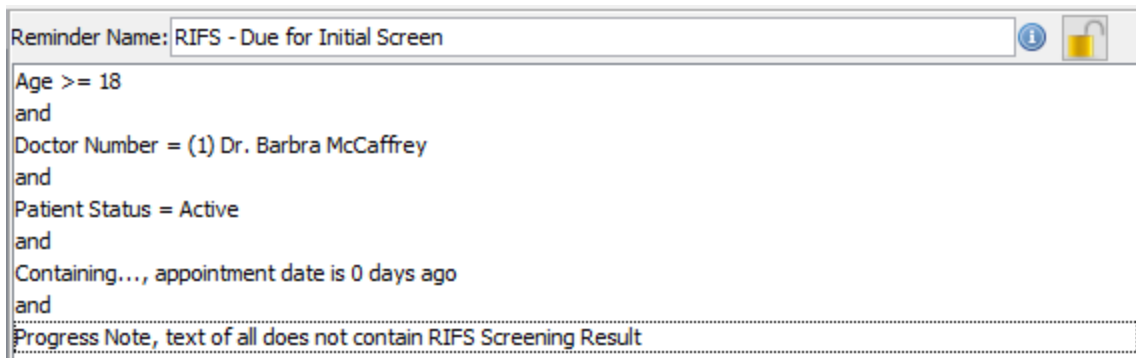 Reminder Name: RIFS - Due for Initial Screen
Age >= 18
and
Doctor Number = (1) Dr. Barbra McCaffrey
and
Patient Status = Active
and
Containing..., appointment date is 0 days ago
and
Progress Note, text of all does not contain RIFS Screening Result